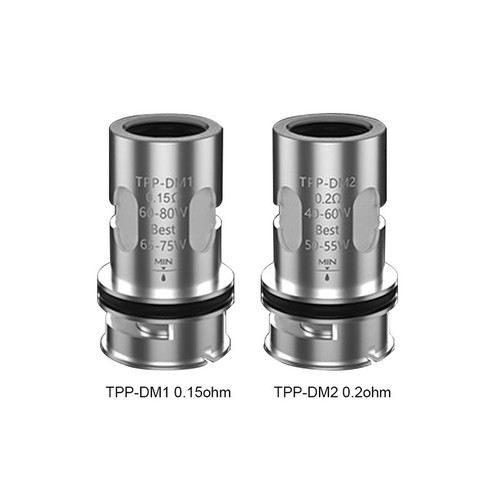 TPP-DM1
0.15Ω
60-80W
Best
65-75W
MIN
TPP-DM2
0.2Ω
40-60W
Best
50-55W
MIN
TPP-DM1 0.15ohm
TPP-DM2 0.2ohm